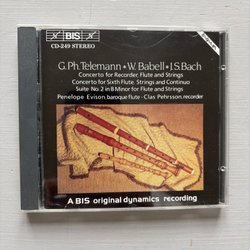 BIS
CD-249 STEREO
G. Ph. Telemann • W. Babell • J.S. Bach
Concerto for Recorder, Flute and Strings
Concerto for Sixth Flute, Strings and Continuo
Suite No. 2 in B Minor for Flute and Strings
Penelope Evison, baroque flute - Clas Pehrsson, recorder
A BIS original dynamics recording